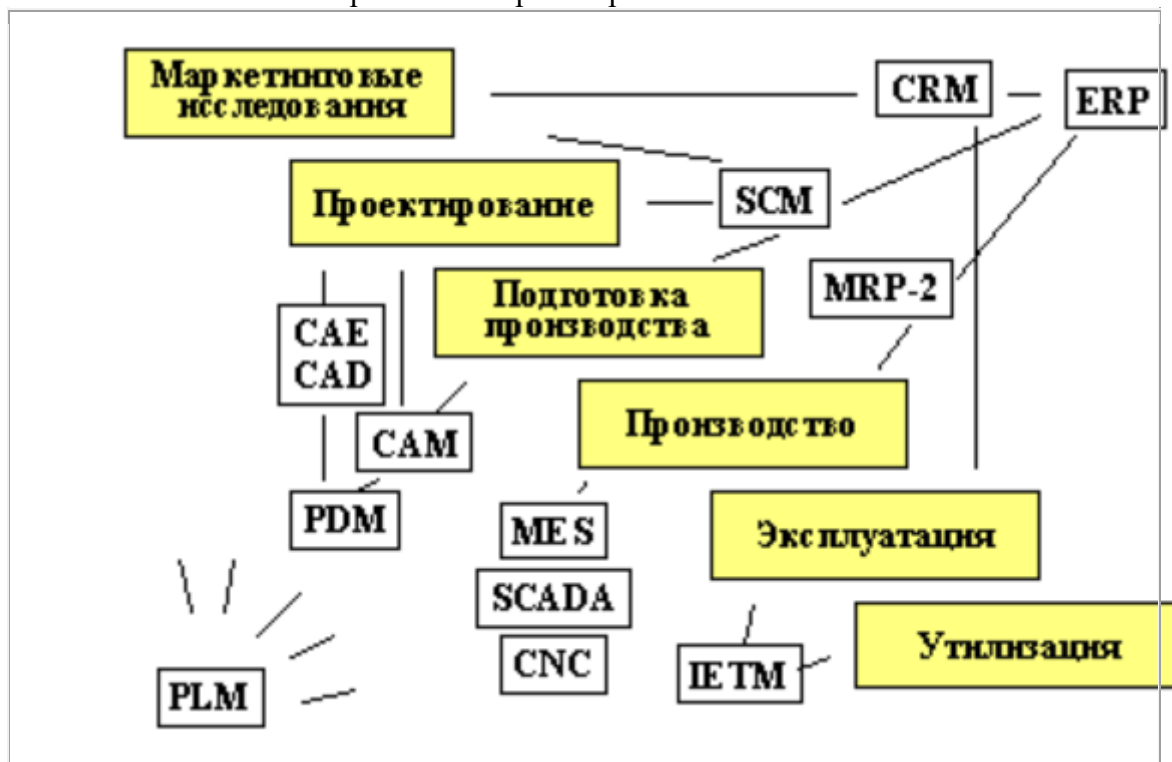 Маркетинговые
исследования
CRM
ERP
Проектирование
SCM
Подготовка
производства
MRP-2
CAE
CAD
CAM
Производство
PDM
MES
SCADA
CNC
Эксплуатация
Утилизация
IETM
PLM